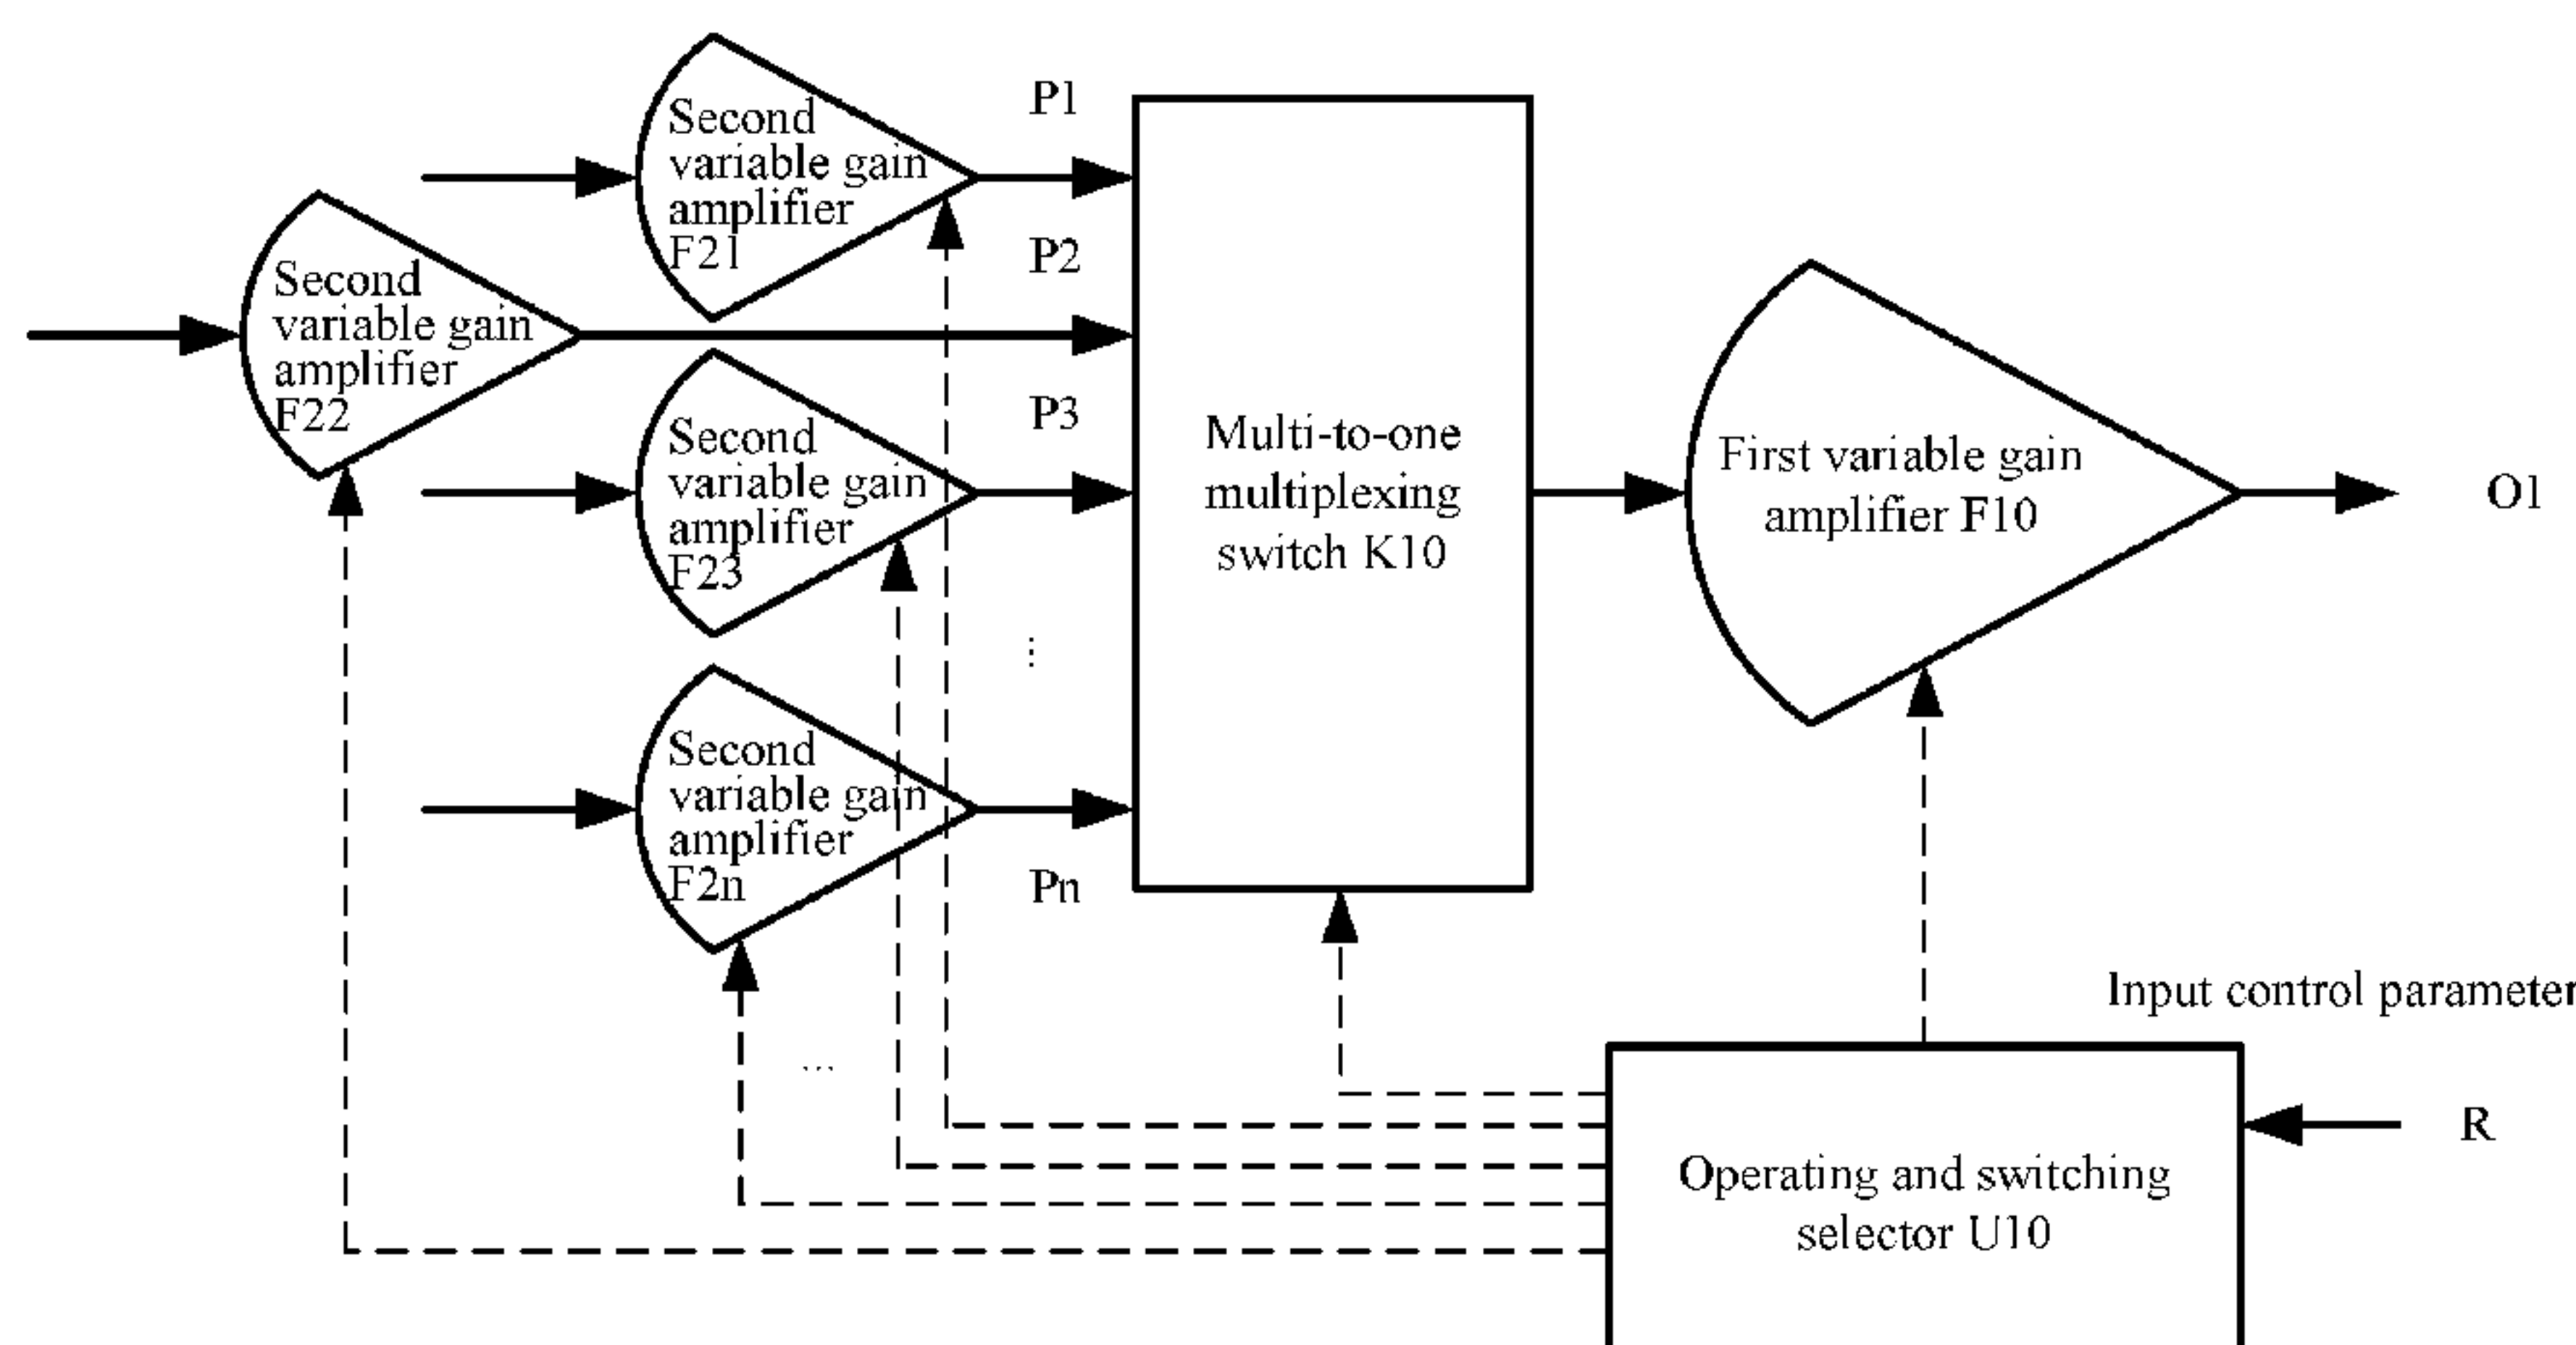 P1
Second
variable gain
amplifier
F21
P2
Second
variable gain
amplifier
F22
P3
Second
variable gain
amplifier
F23
Multi-to-one
multiplexing
switch K10
First variable gain
amplifier F10
O1
...
Second
variable gain
amplifier
F2n
Pn
...
Input control parameter
R
Operating and switching
selector U10